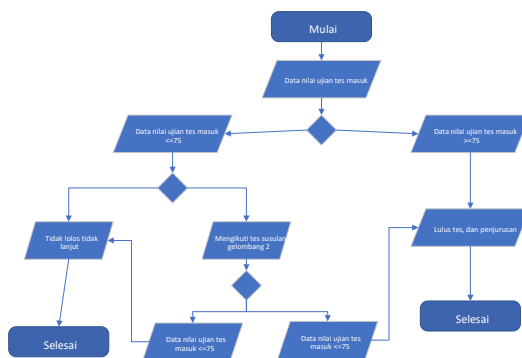 Mulai
Data nilai ujian tes masuk
Data nilai ujian tes masuk
<=75
Data nilai ujian tes masuk
>=75
Tidak lolos tidak
lanjut
Mengikuti tes susulan
gelombang 2
Lulus tes, dan penjurusan
Selesai
Data nilai ujian tes
masuk <=75
Data nilai ujian tes
masuk <=75
Selesai